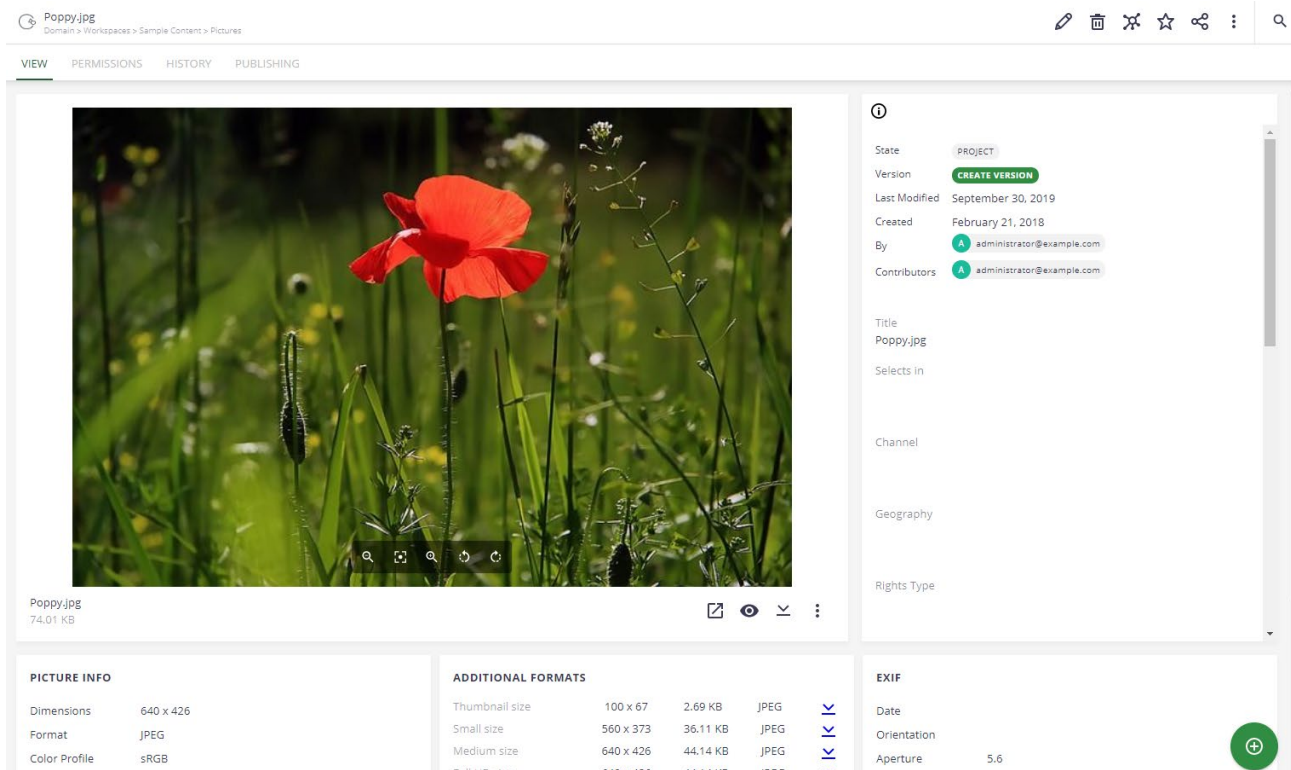 Poppy.jpg
Domain > Workspaces > Sample Content > Pictures
VIEW PERMISSIONS HISTORY PUBLISHING
State PROJECT
Version CREATE VERSION
Last Modified September 30, 2019
Created February 21, 2018
By A administrator@example.com
Contributors A administrator@example.com
Title
Poppy.jpg
Selects in
Channel
Geography
Rights Type
Poppy.jpg
74.01 KB
PICTURE INFO
Dimensions 640 x 426
Format JPEG
Color Profile sRGB
ADDITIONAL FORMATS
Thumbnail size 100 x 67 2.69 KB JPEG
Small size 560 x 373 36.11 KB JPEG
Medium size 640 x 426 44.14 KB JPEG
EXIF
Date
Orientation
Aperture 5.6